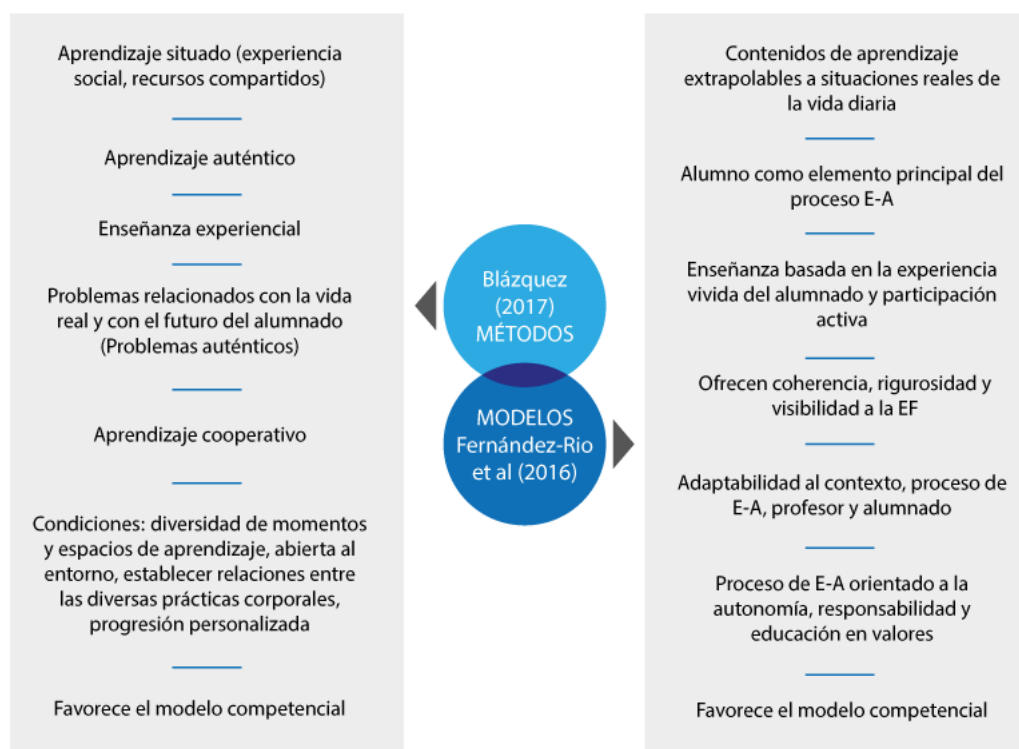 Aprendizaje situado (experiencia
social, recursos compartidos)
Aprendizaje auténtico
Enseñanza experiencial
Problemas relacionados con la vida
real y con el futuro del alumnado
(Problemas auténticos)
Aprendizaje cooperativo
Condiciones: diversidad de momentos
y espacios de aprendizaje, abierta al
entorno, establecer relaciones entre
las diversas prácticas corporales,
progresión personalizada
Favorece el modelo competencial
Blázquez
(2017)
MÉTODOS
MODELOS
Fernández-Rio
et al (2016)
Contenidos de aprendizaje
extrapolables a situaciones reales de
la vida diaria
Alumno como elemento principal del
proceso E-A
Enseñanza basada en la experiencia
vivida del alumnado y participación
activa
Ofrecen coherencia, rigurosidad y
visibilidad a la EF
Adaptabilidad al contexto, proceso de
E-A, profesor y alumnado
Proceso de E-A orientado a la
autonomía, responsabilidad y
educación en valores
Favorece el modelo competencial